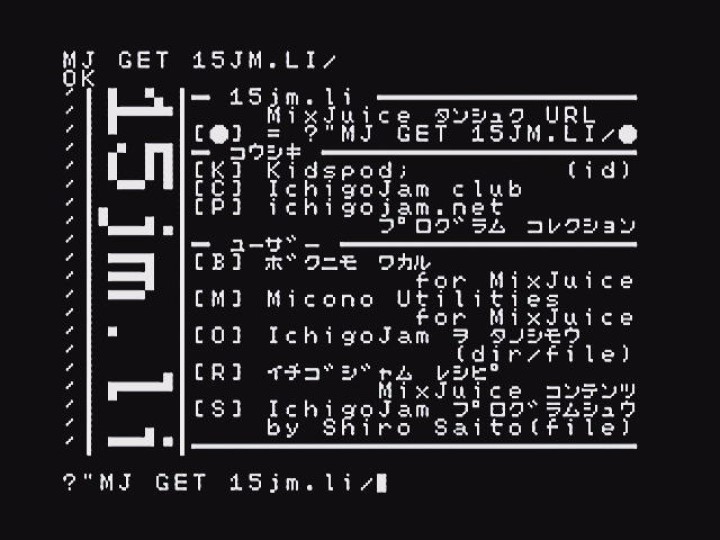 MJ GET 15JM.LI/
OK
15jm.li
15jm.li
MixJuice タンシュク URL
[●] = ?"MJ GET 15JM.LI/●
コウシキ
[K] Kidspod; (id)
[C] IchigoJam club
[P] ichigojam.net
プログラム コレクション
ユーザー
[B] ボクニモ ワカル
for MixJuice
[M] Micono Utilities
for MixJuice
[O] IchigoJam ヲ タノシモウ
(dir/file)
[R] イチゴジャム レシピ
MixJuice コンテンツ
[S] IchigoJam プログラムシュウ
by Shiro Saito(file)
?"MJ GET 15jm.li/